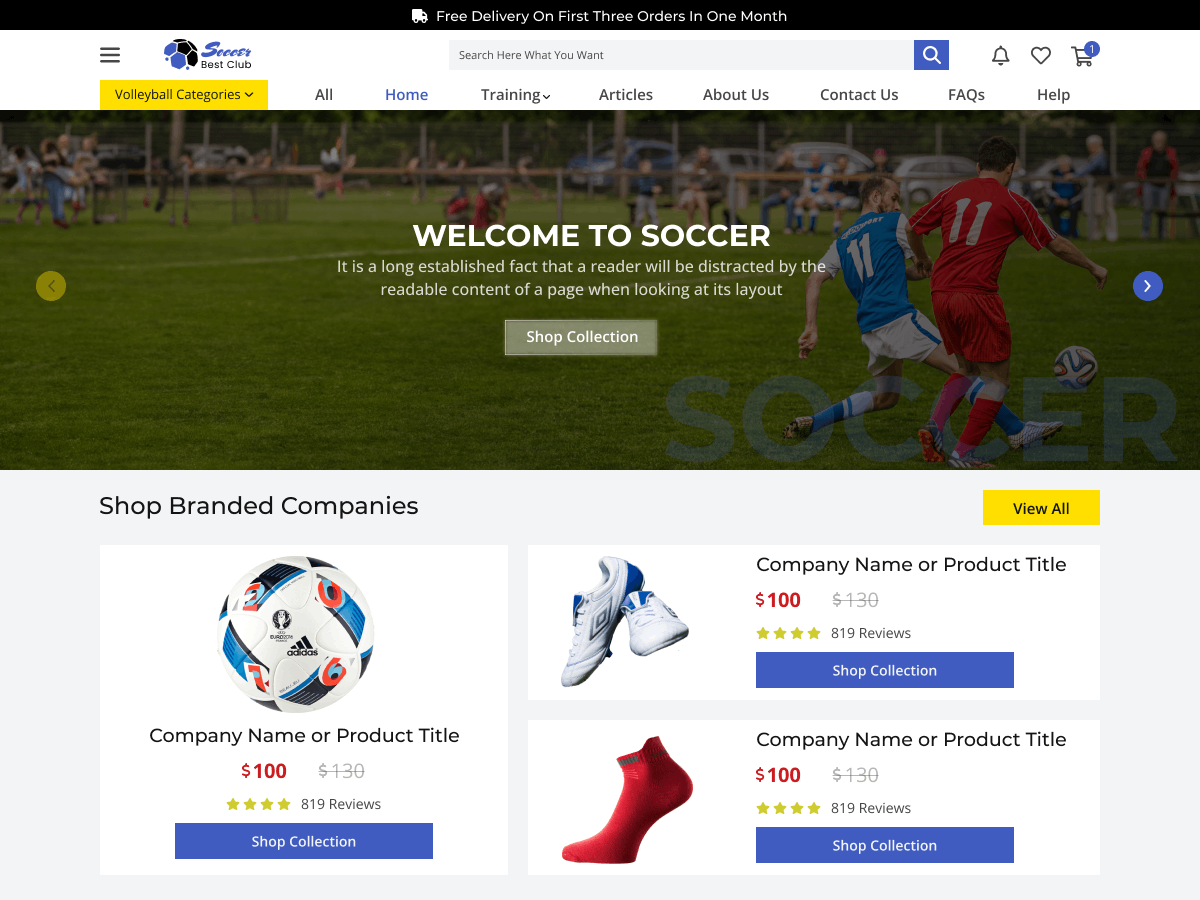 Free Delivery On First Three Orders In One Month
Soccer
Best Club
Search Here What You Want
1
Volleyball Categories
All
Home
Training
Articles
About Us
Contact Us
FAQs
Help
WELCOME TO SOCCER
It is a long established fact that a reader will be distracted by the
readable content of a page when looking at its layout
Shop Collection
11
11
SOCCER
Shop Branded Companies
View All
EURO2016
adidas
Company Name or Product Title
$100 $130
819 Reviews
Shop Collection
Company Name or Product Title
$100 $130
819 Reviews
Shop Collection
Company Name or Product Title
$100 $130
819 Reviews
Shop Collection